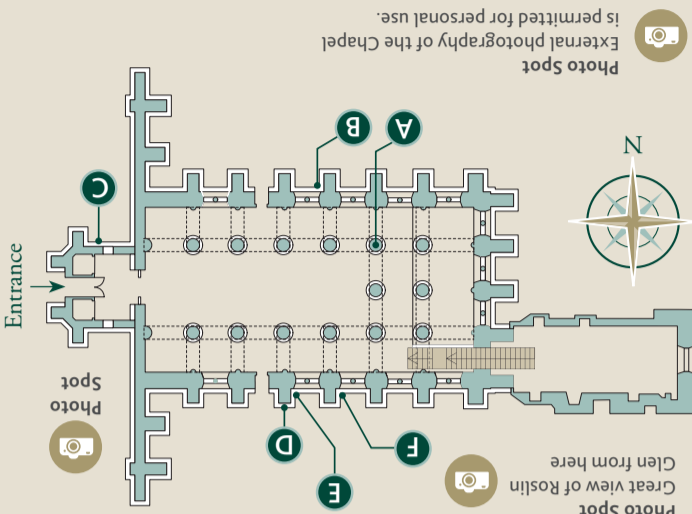 Photo Spot
External photography of the Chapel
is permitted for personal use.
N
A
B
C
Entrance
Photo
Spot
D
E
F
Photo Spot
Great view of Roslin
Glen from here